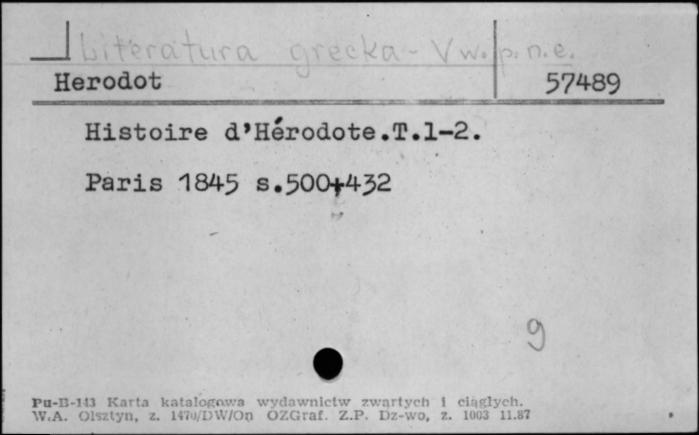 Literatura grecka - V w. p. n. e.
Herodot 57489
Histoire d'Hérodote.T.1-2.
Paris 1845 s.500+432
9
Pu-B-143 Karta katalogowa wydawnictw zwartych i ciągłych.
W.A. Olsztyn, z. 1470/DW/On OZGraf. Z.P. Dz-wo, z. 1003 11.87